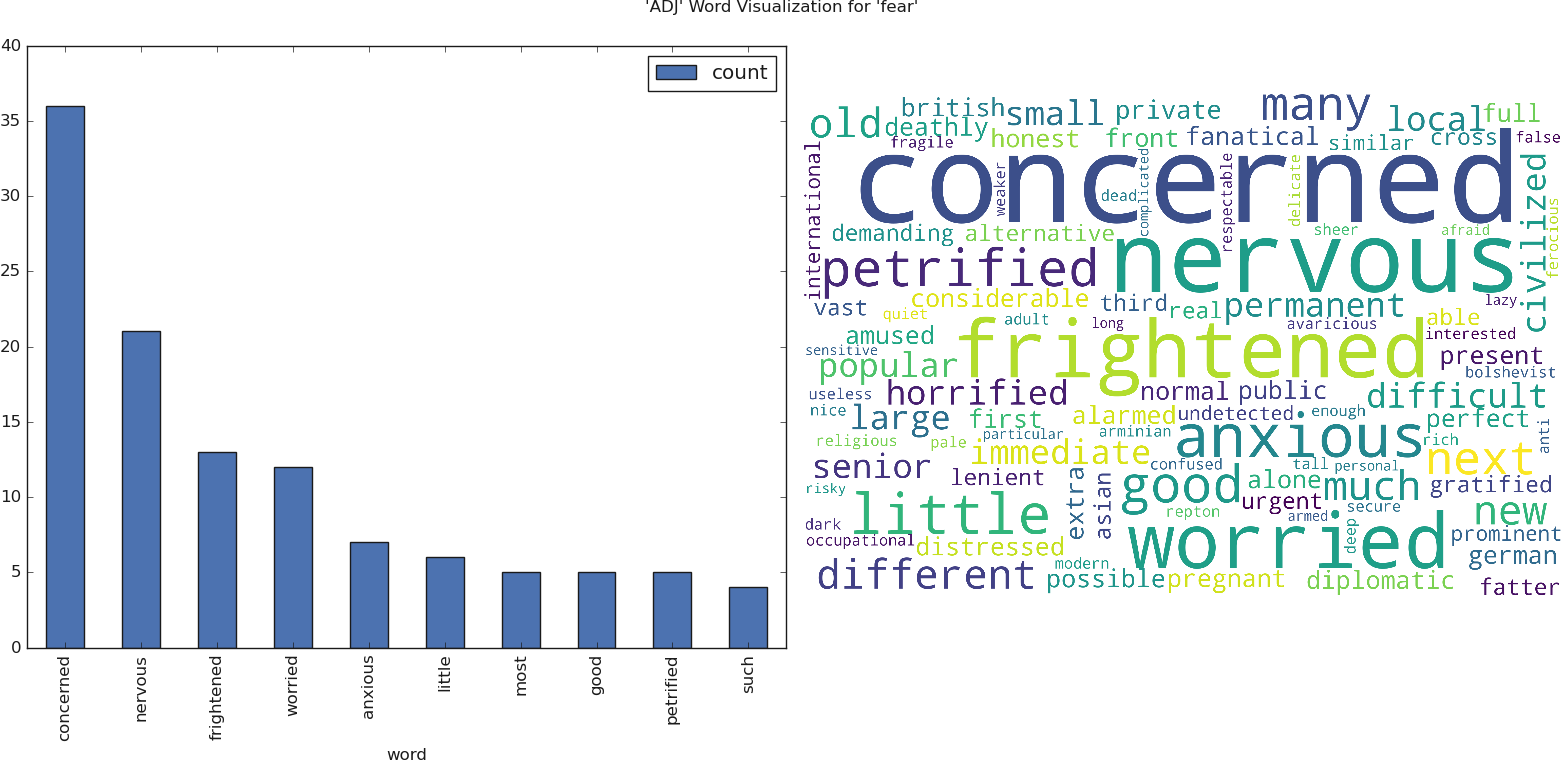 'ADJ' Word Visualization for 'fear'
count
40
35
30
25
20
15
10
5
0
concerned
nervous
frightened
worried
anxious
little
most
good
petrified
such
word
british small private many local full
old deathly honest front fanatical similar cross false
fragile
concerned
international
weaker
dead
complicated
respectable
delicate
civilized
ferocious
demanding alternative
sheer afraid
petrified nervous
vast considerable third real permanent lazy
quiet adult long avaricious able
amused frightened interested
sensitive popular present
bolshevist
useless horrified normal public difficult
nice large first alarmed undetected enough perfect
anti
religious pale particular arminian anxious rich
senior immediate confused tall personal next
lenient extra asian good alone much gratified
risky urgent
dark little repton armed secure new
occupational distressed worried deep prominent
modern german
different possible pregnant diplomatic fatter